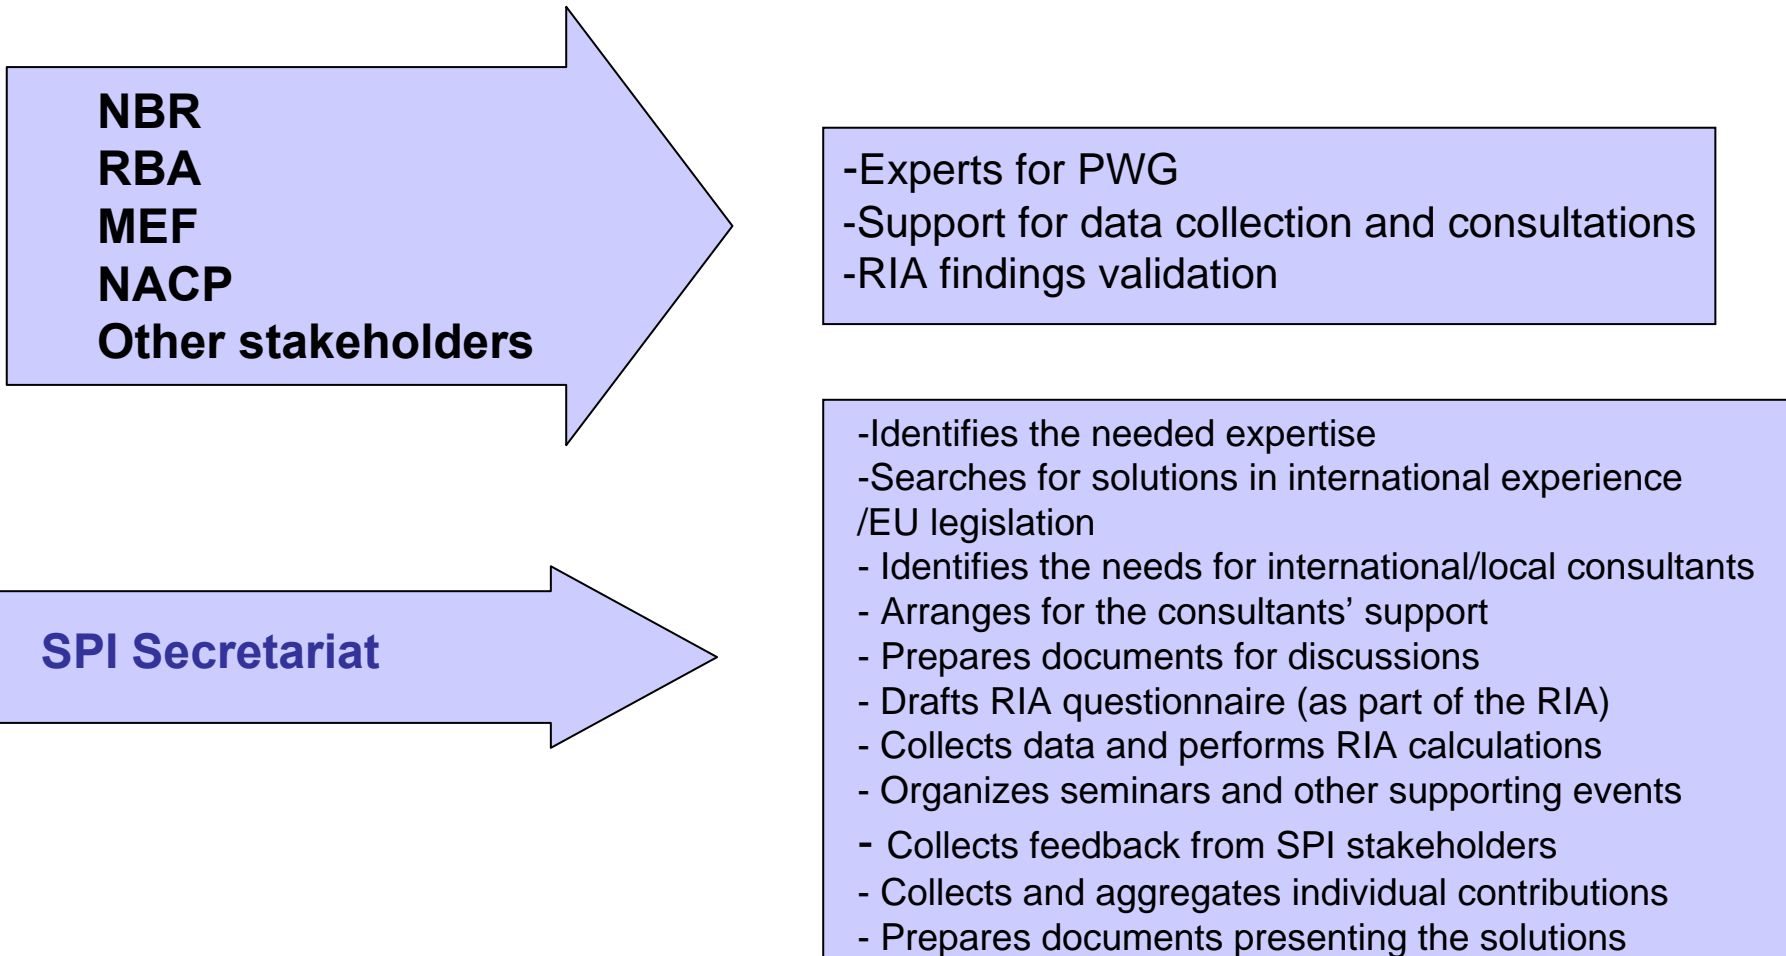 NBR
RBA
MEF
NACP
Other stakeholders
-Experts for PWG
-Support for data collection and consultations
-RIA findings validation
SPI Secretariat
-Identifies the needed expertise
-Searches for solutions in international experience
/EU legislation
- Identifies the needs for international/local consultants
- Arranges for the consultants’ support
- Prepares documents for discussions
- Drafts RIA questionnaire (as part of the RIA)
- Collects data and performs RIA calculations
- Organizes seminars and other supporting events
- Collects feedback from SPI stakeholders
- Collects and aggregates individual contributions
- Prepares documents presenting the solutions